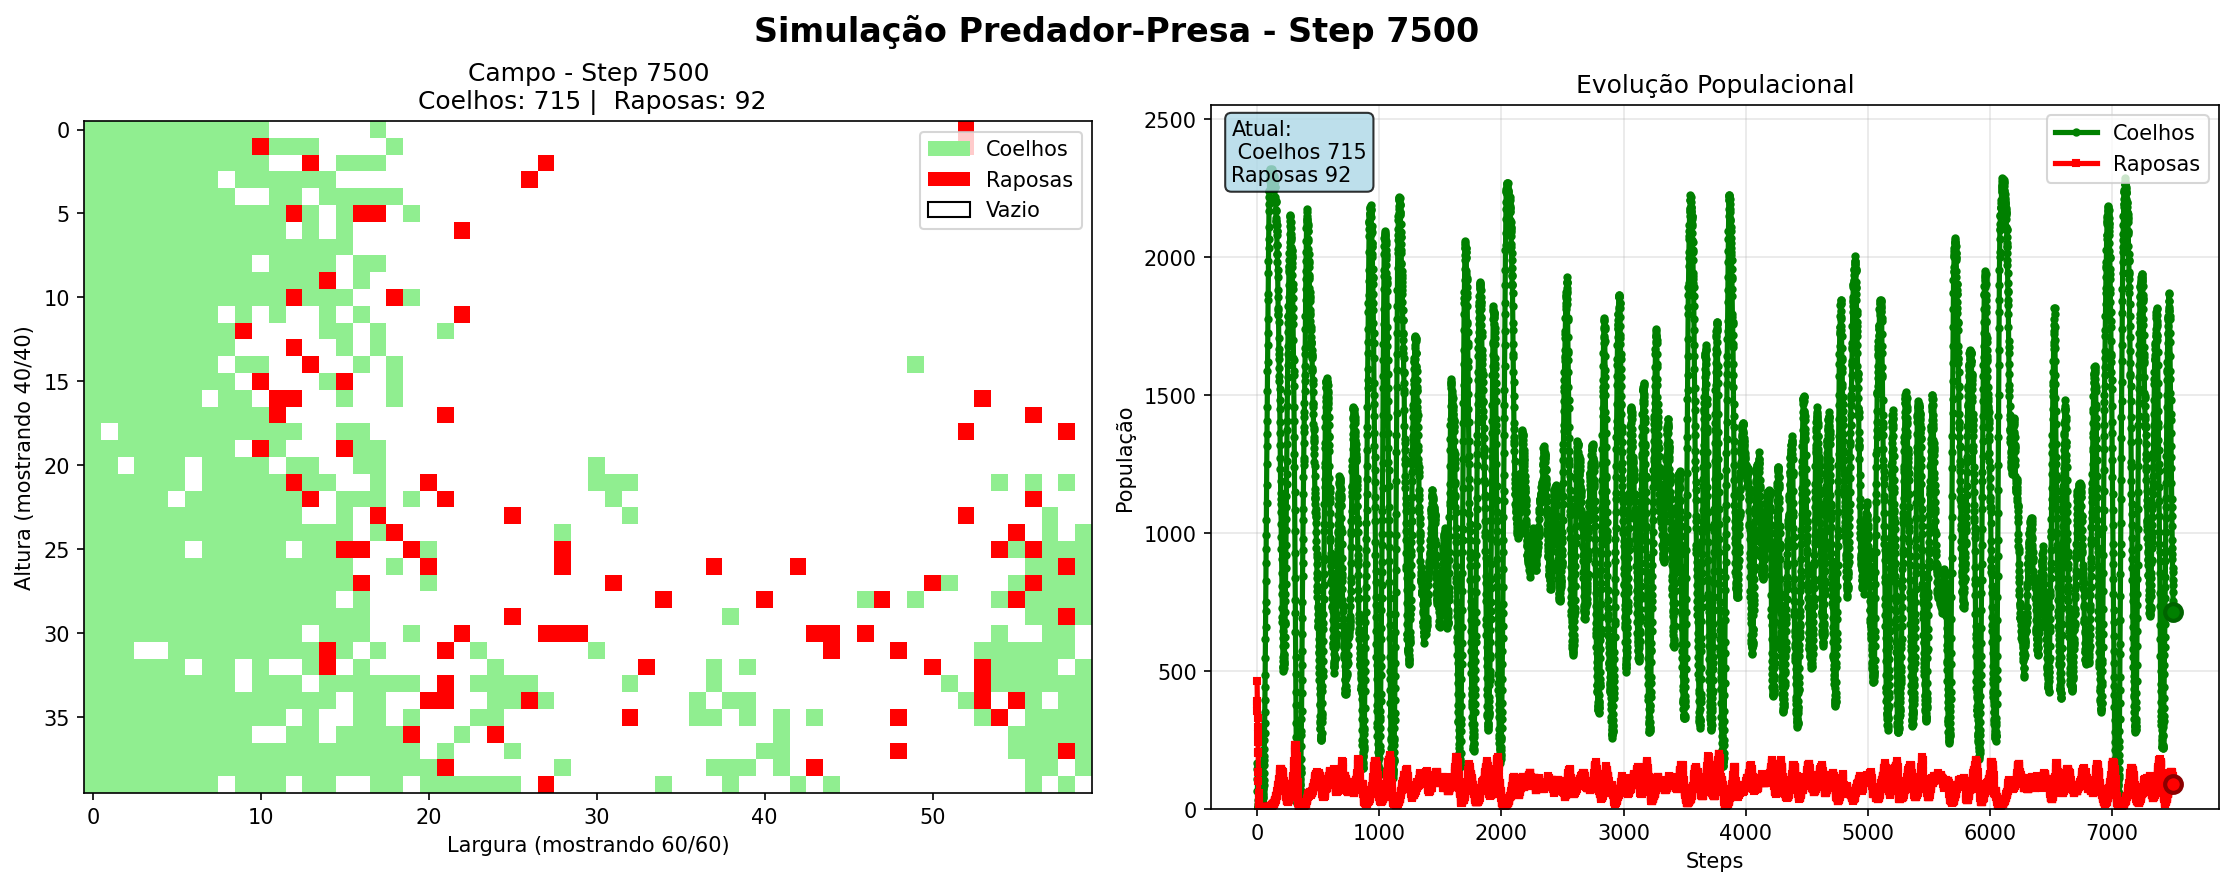 Simulação Predador-Presa - Step 7500
Campo - Step 7500
Coelhos: 715 |  Raposas: 92
Coelhos
Raposas
Vazio
0
5
10
15
20
25
30
35
Altura (mostrando 40/40)
0
10
20
30
40
50
Largura (mostrando 60/60)
Evolução Populacional
Atual:
Coelhos 715
Raposas 92
Coelhos
Raposas
2500
2000
1500
1000
500
0
População
0
1000
2000
3000
4000
5000
6000
7000
Steps